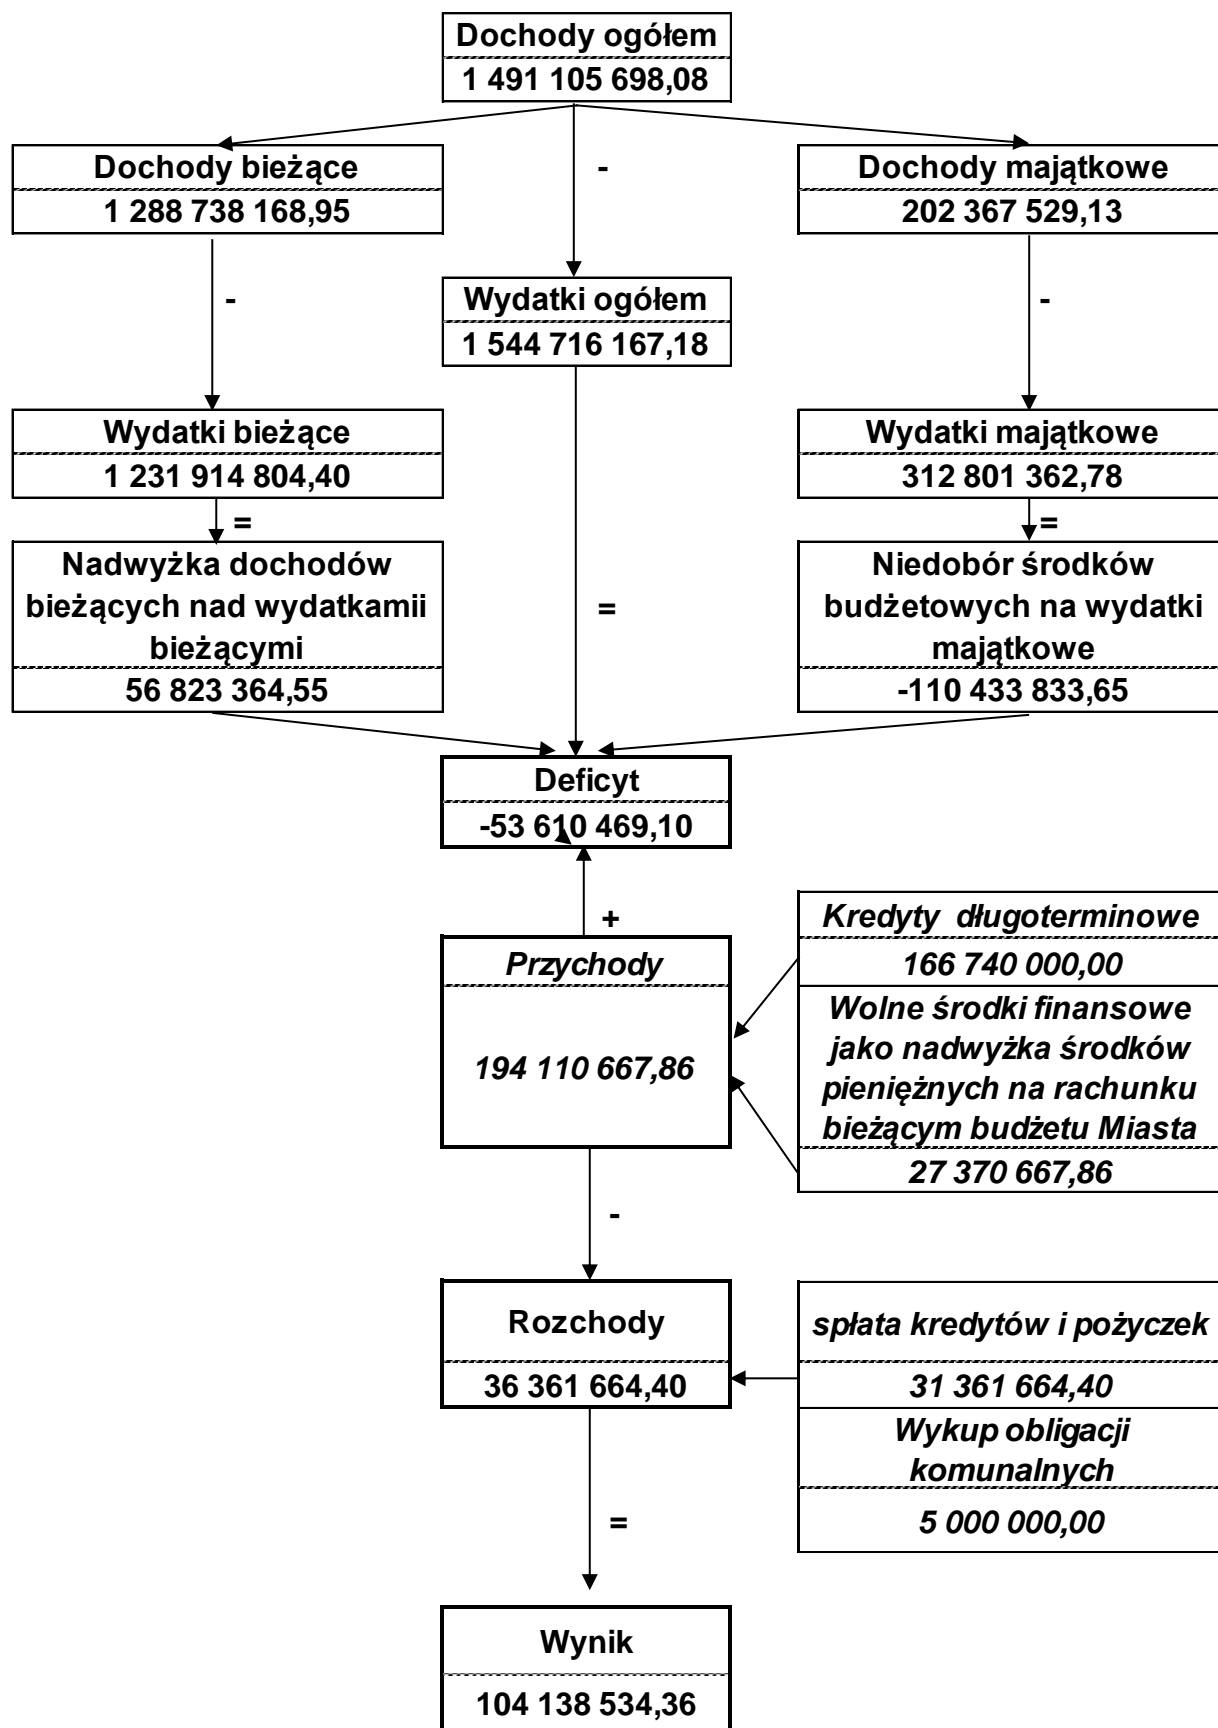 Dochody ogółem
1 491 105 698,08
Dochody bieżące
1 288 738 168,95
-
Dochody majątkowe
202 367 529,13
-
Wydatki ogółem
1 544 716 167,18
-
Wydatki bieżące
1 231 914 804,40
Wydatki majątkowe
312 801 362,78
=
=
Nadwyżka dochodów
bieżących nad wydatkamii
bieżącymi
56 823 364,55
=
Niedobór środków
budżetowych na wydatki
majątkowe
-110 433 833,65
Deficyt
-53 610 469,10
+
Przychody
194 110 667,86
Kredyty długoterminowe
166 740 000,00
Wolne środki finansowe
jako nadwyżka środków
pieniężnych na rachunku
bieżącym budżetu Miasta
27 370 667,86
-
Rozchody
36 361 664,40
spłata kredytów i pożyczek
31 361 664,40
Wykup obligacji
komunalnych
5 000 000,00
=
Wynik
104 138 534,36